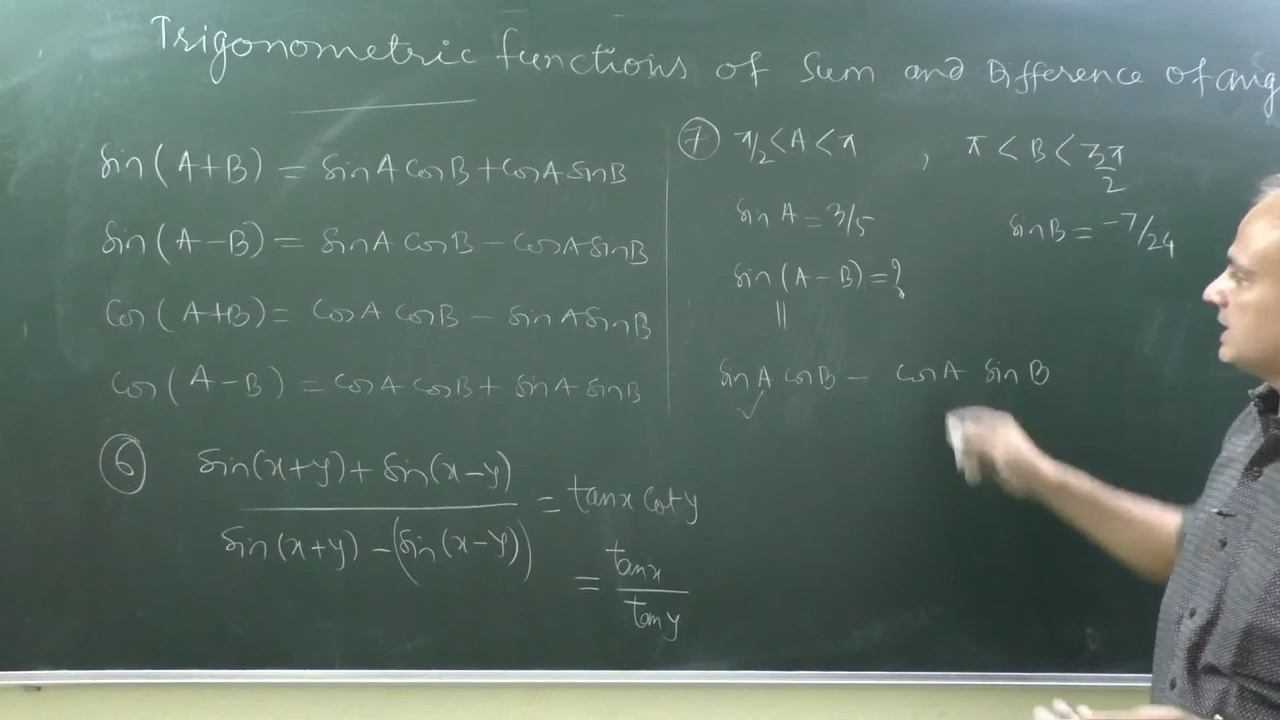 Trigonometric functions of Sum and Difference of ang
sin(A+B) = sinA cosB + cosA sinB
sin(A-B) = sinA cosB - cosA sinB
cos(A+B) = cosA cosB - sinA sinB
cos(A-B) = cosA cosB + sinA sinB
6 sin(x+y) + sin(x-y) / sin(x+y) - (sin(x-y)) = tanx coty
= tanx / tany
7 π/2 < A < π , π < B < 3π/2
sin A = 3/5 sinB = -7/24
sin(A-B) = ?
||
sinA cosB - cosA sinB
✓